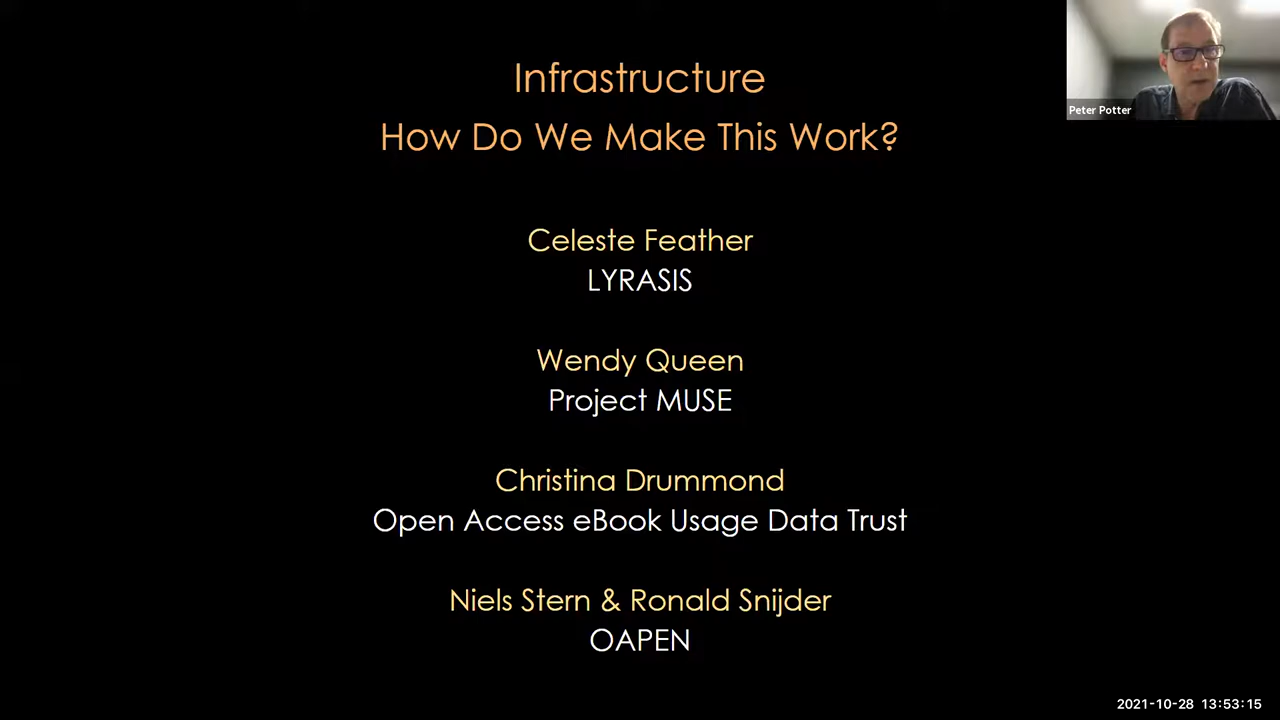 Infrastructure
How Do We Make This Work?
Celeste Feather
LYRASIS
Wendy Queen
Project MUSE
Christina Drummond
Open Access eBook Usage Data Trust
Niels Stern & Ronald Snijder
OAPEN
Peter Potter
2021-10-28 13:53:15